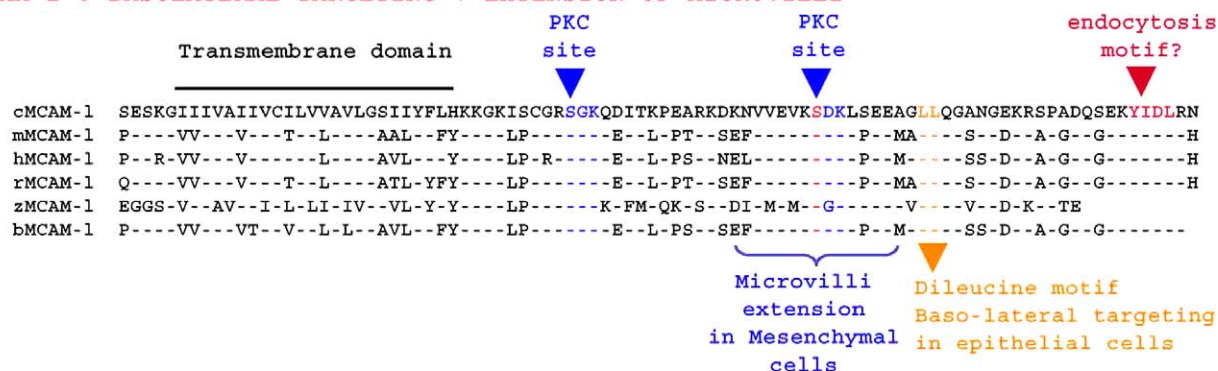 PKC site
PKC site
endocytosis motif?
Transmembrane domain
cMCAM-l SESKGIIIVAIIVCILVVAVLGSIIYFLHKKGKISCGRSGKQDITKPEARKDKNVVEVKSDKLSEEAGLLQGANGEKRSPADQSEKYIDLRN
mMCAM-l P----VV---V---T--L----AAL-FY----LP--------E--L-PT--SEF--------P--MA----S--D--A-G--G-------H
hMCAM-l P--R-VV---V------L----AVL-FY----LP-R------E--L-PS--NEL--------P--M-----S--D--A-G--G-------H
rMCAM-l Q----VV---V---T--L----ATL-YFY---LP--------E--L-PT--SEF--------P--MA----S--D--A-G--G-------H
zMCAM-l EGGS-V--AV--I-L-LI-IV--VL-Y-Y---LP-------K-FM-QK-S--DI-M-M--G------V----V--D-K--TE
bMCAM-l P----VV---VT--V--L-L--AVL-FY----LP--------E--L-PS--SEF--------P--M-----SS-D--A-G--G-------
Microvilli
extension
in Mesenchymal
cells
Dileucine motif
Baso-lateral targeting
in epithelial cells